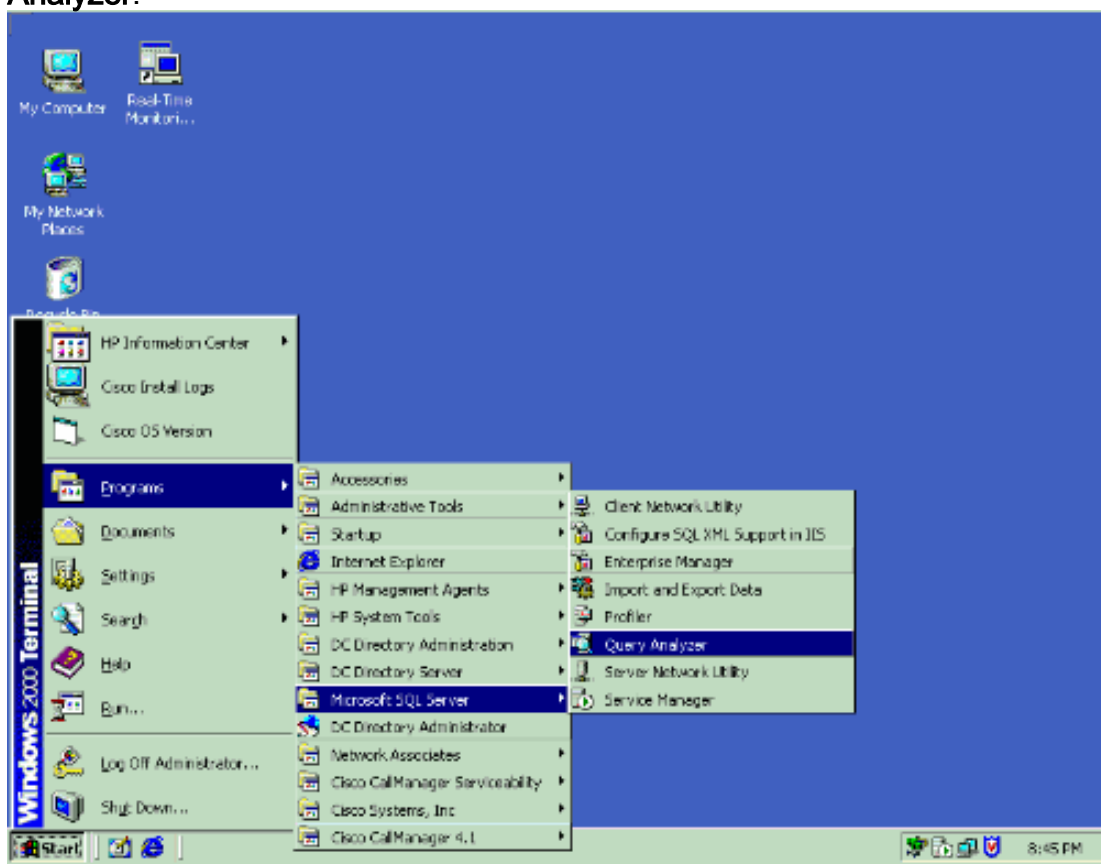 Analyzer.
My Computer
Real-Time
Monitori...
My Network
Places
Recycle Bin
HP Information Center
Cisco Install Logs
Cisco OS Version
Programs
Documents
Settings
Search
Help
Run...
Log Off Administrator...
Shut Down...
Windows 2000 Terminal
Accessories
Administrative Tools
Startup
Internet Explorer
HP Management Agents
HP System Tools
DC Directory Administration
DC Directory Server
Microsoft SQL Server
DC Directory Administrator
Network Associates
Cisco CallManager Serviceability
Cisco Systems, Inc
Cisco CallManager 4.1
Client Network Utility
Configure SQL XML Support in IIS
Enterprise Manager
Import and Export Data
Profiler
Query Analyzer
Server Network Utility
Service Manager
Start
8:45 PM